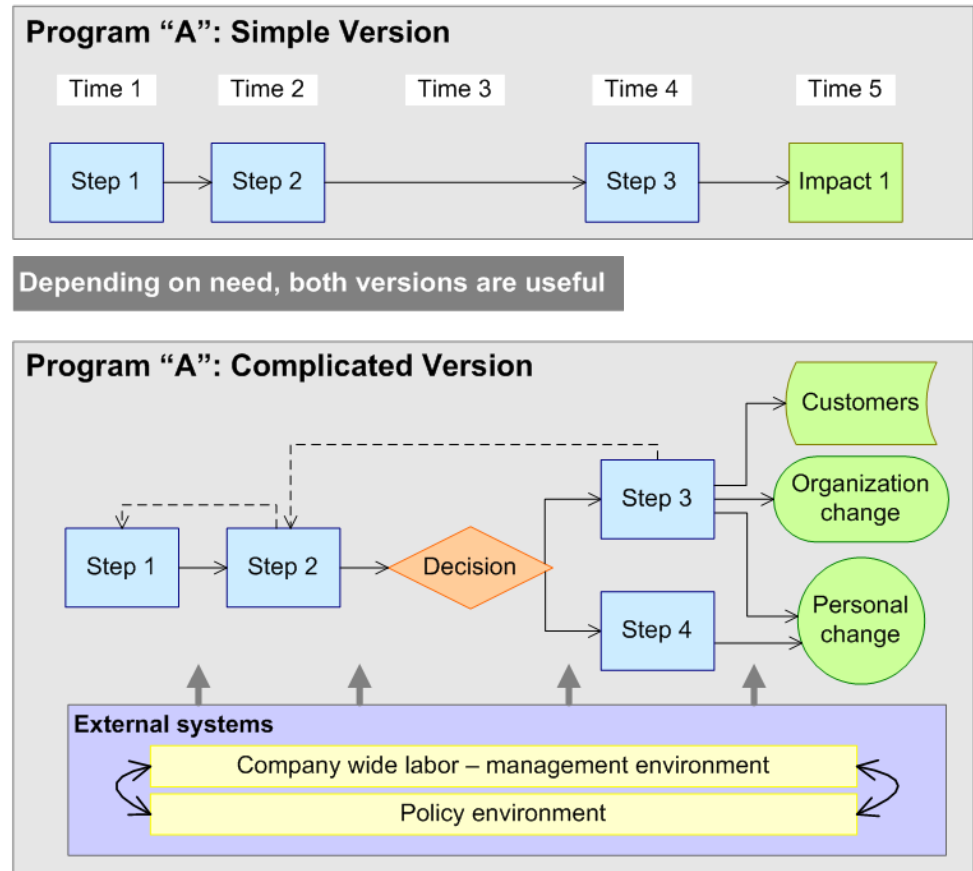 Program “A”: Simple Version
Time 1
Time 2
Time 3
Time 4
Time 5
Step 1
Step 2
Step 3
Impact 1
Depending on need, both versions are useful
Program “A”: Complicated Version
Customers
Organization
change
Step 3
Step 1
Step 2
Decision
Step 4
Personal
change
External systems
Company wide labor – management environment
Policy environment